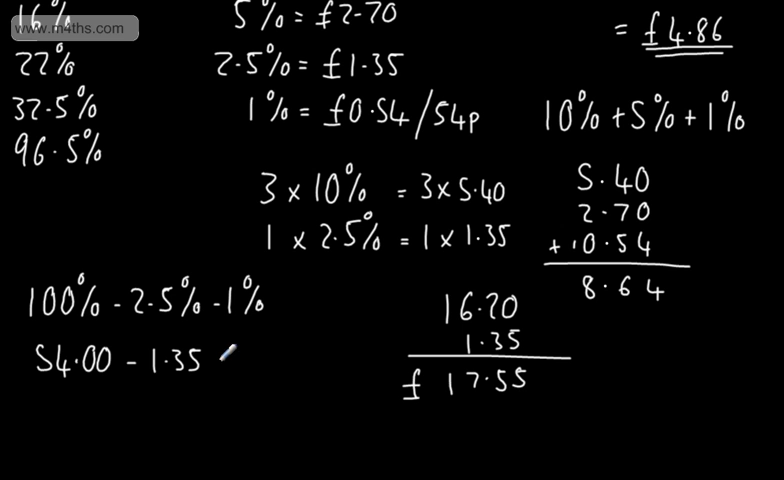 16%
www.m4ths.com
22%
32.5%
96.5%
5% = £2.70
2.5% = £1.35
1% = £0.54/54p
= £4.86
10% + 5% + 1%
5.40
2.70
+ 0.54
8.64
3 x 10% = 3 x 5.40
1 x 2.5% = 1 x 1.35
16.20
1.35
£ 17.55
100% - 2.5% - 1%
54.00 - 1.35